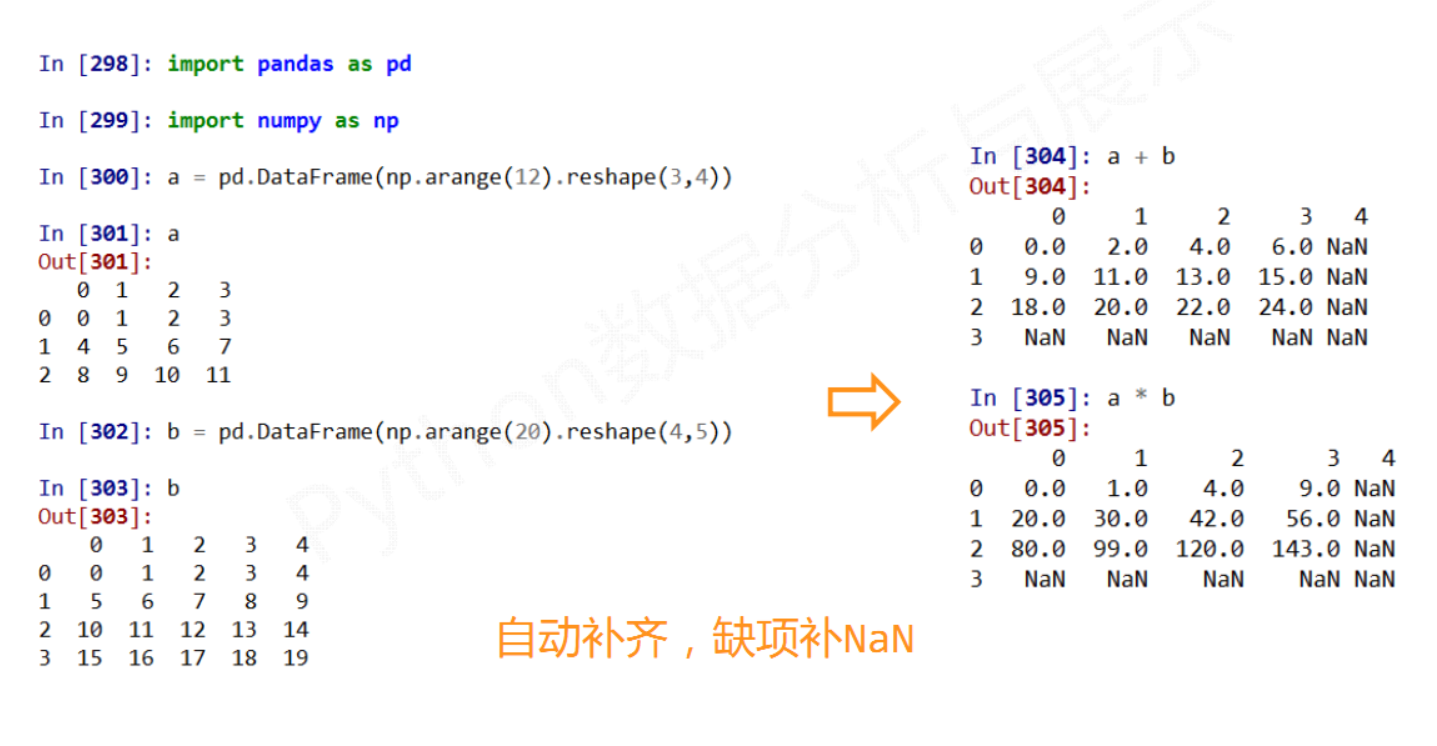 In [298]: import pandas as pd
In [299]: import numpy as np
In [300]: a = pd.DataFrame(np.arange(12).reshape(3,4))
In [301]: a
Out[301]:
0 1 2 3
0 0 1 2 3
1 4 5 6 7
2 8 9 10 11
In [302]: b = pd.DataFrame(np.arange(20).reshape(4,5))
In [303]: b
Out[303]:
0 1 2 3 4
0 0 1 2 3 4
1 5 6 7 8 9
2 10 11 12 13 14
3 15 16 17 18 19
In [304]: a + b
Out[304]:
0 1 2 3 4
0 0.0 2.0 4.0 6.0 NaN
1 9.0 11.0 13.0 15.0 NaN
2 18.0 20.0 22.0 24.0 NaN
3 NaN NaN NaN NaN NaN
In [305]: a * b
Out[305]:
0 1 2 3 4
0 0.0 1.0 4.0 9.0 NaN
1 20.0 30.0 42.0 56.0 NaN
2 80.0 99.0 120.0 143.0 NaN
3 NaN NaN NaN NaN NaN
自动补齐，缺项补NaN
Python数据分析与展示